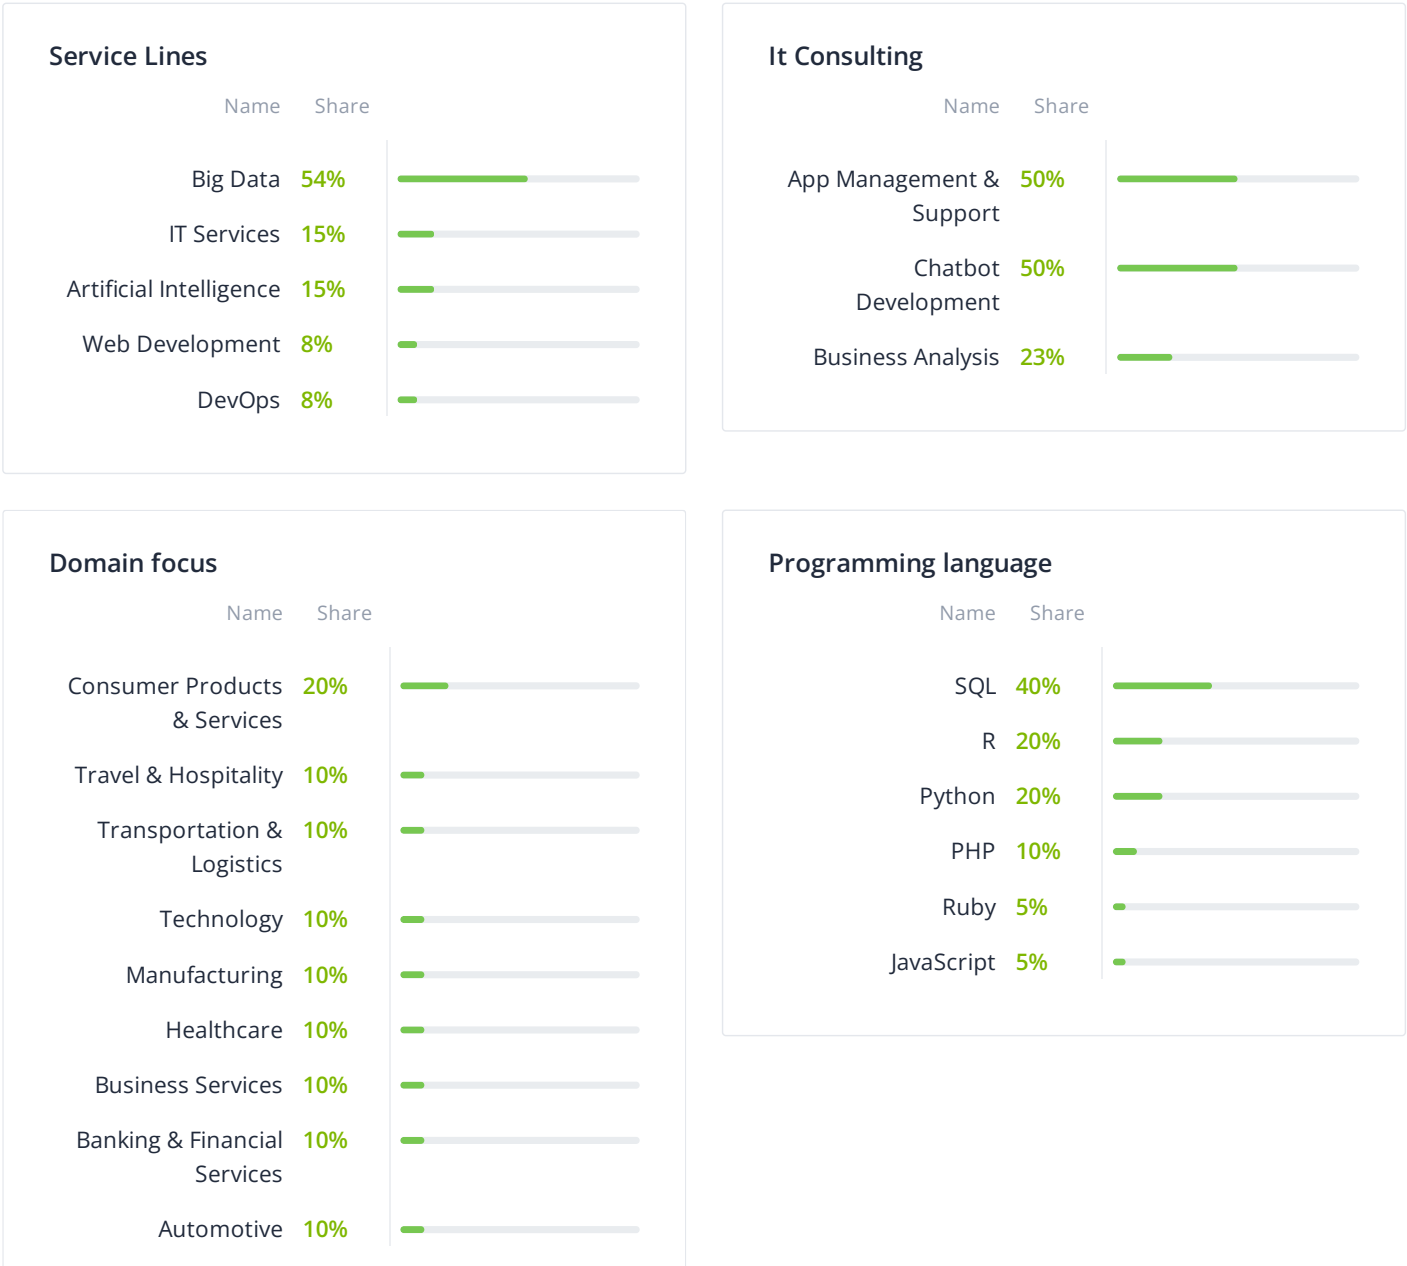 Service Lines
Name Share
Big Data 54%
IT Services 15%
Artificial Intelligence 15%
Web Development 8%
DevOps 8%
It Consulting
Name Share
App Management & 50%
Support
Chatbot 50%
Development
Business Analysis 23%
Domain focus
Name Share
Consumer Products 20%
& Services
Travel & Hospitality 10%
Transportation & 10%
Logistics
Technology 10%
Manufacturing 10%
Healthcare 10%
Business Services 10%
Banking & Financial 10%
Services
Automotive 10%
Programming language
Name Share
SQL 40%
R 20%
Python 20%
PHP 10%
Ruby 5%
JavaScript 5%